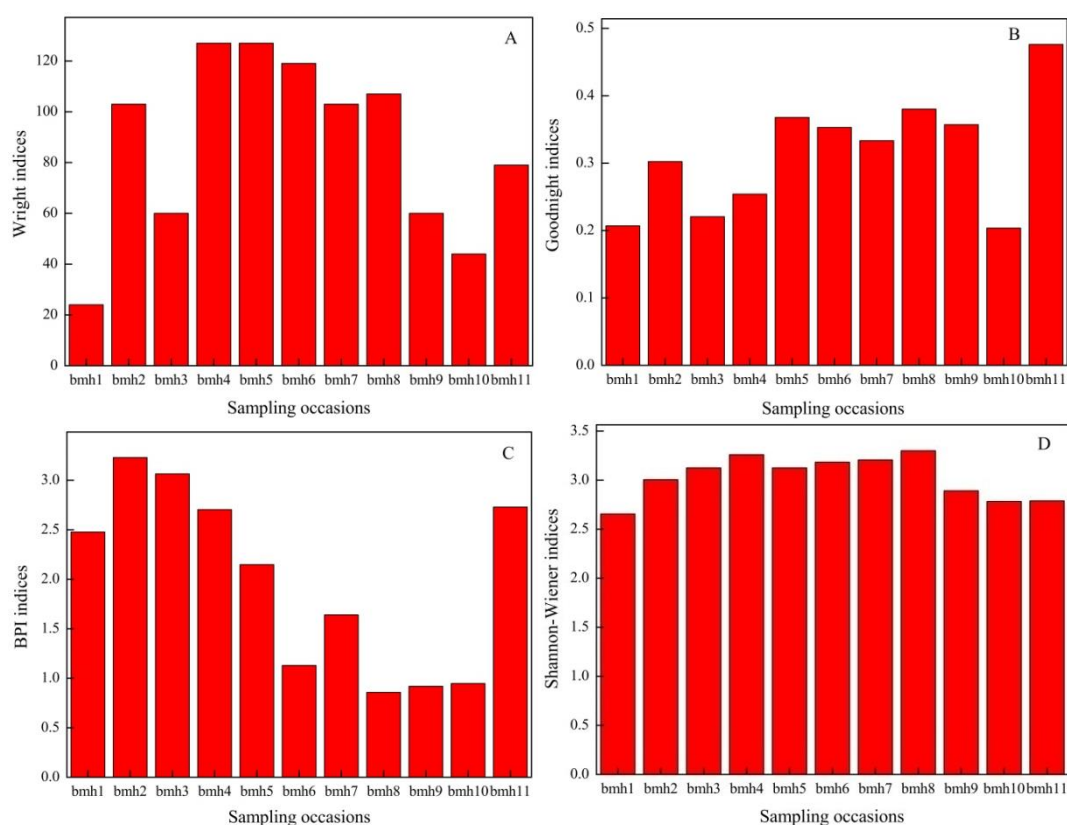 A
Wright indices
120
100
80
60
40
20
0
bmh1 bmh2 bmh3 bmh4 bmh5 bmh6 bmh7 bmh8 bmh9 bmh10 bmh11
Sampling occasions
B
Goodnight indices
0.5
0.4
0.3
0.2
0.1
0.0
bmh1 bmh2 bmh3 bmh4 bmh5 bmh6 bmh7 bmh8 bmh9 bmh10 bmh11
Sampling occasions
C
BPI indices
3.0
2.5
2.0
1.5
1.0
0.5
0.0
bmh1 bmh2 bmh3 bmh4 bmh5 bmh6 bmh7 bmh8 bmh9 bmh10 bmh11
Sampling occasions
D
Shannon-Wiener indices
3.5
3.0
2.5
2.0
1.5
1.0
0.5
0.0
bmh1 bmh2 bmh3 bmh4 bmh5 bmh6 bmh7 bmh8 bmh9 bmh10 bmh11
Sampling occasions